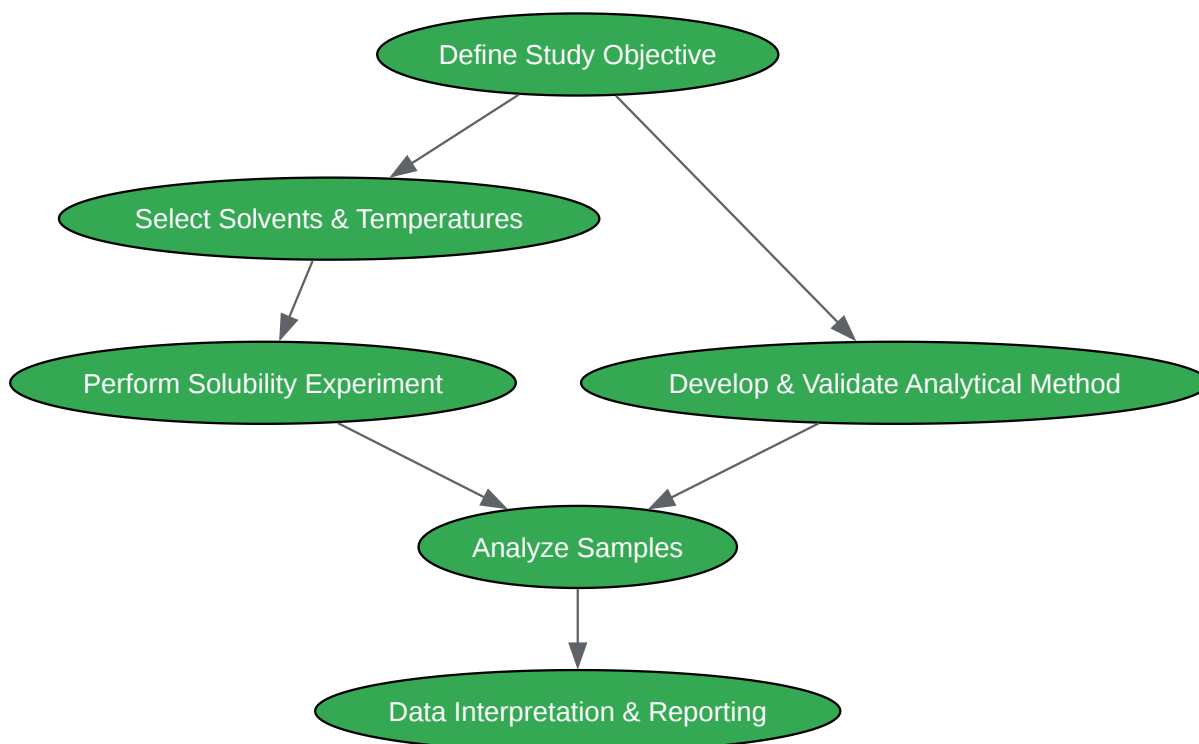 Define Study Objective
Select Solvents & Temperatures
Perform Solubility Experiment
Develop & Validate Analytical Method
Analyze Samples
Data Interpretation & Reporting